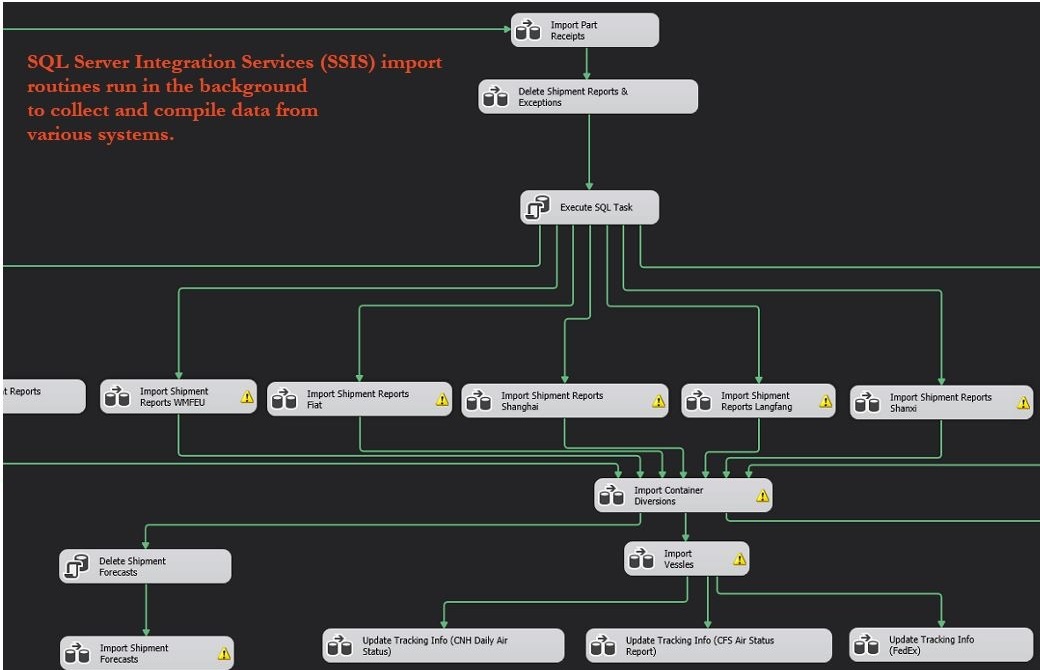 Import Part
Receipts
SQL Server Integration Services (SSIS) import
routines run in the background
to collect and compile data from
various systems.
Delete Shipment Reports &
Exceptions
Execute SQL Task
t Reports
Import Shipment
Reports WMFEU
Import Shipment Reports
Fiat
Import Shipment Reports
Shanghai
Import Shipment
Reports Langfang
Import Shipment Reports
Shanxi
Import Container
Diversions
Delete Shipment
Forecasts
Import
Vessles
Import Shipment
Forecasts
Update Tracking Info (CNH Daily Air
Status)
Update Tracking Info (CFS Air Status
Report)
Update Tracking Info
(FedEx)